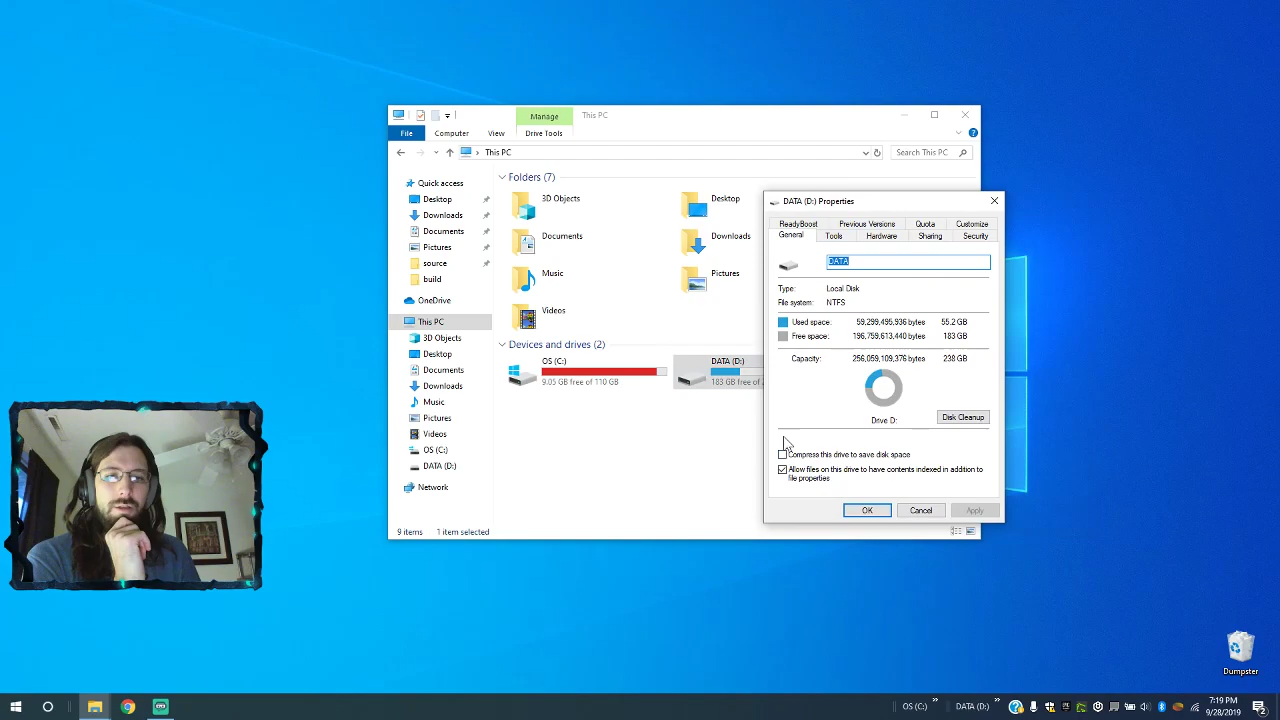 Manage
This PC
File
Computer
View
Drive Tools
This PC
Search This PC
Quick access
Desktop
Downloads
Documents
Pictures
source
build
OneDrive
This PC
3D Objects
Desktop
Documents
Downloads
Music
Pictures
Videos
OS (C:)
DATA (D:)
Network
Folders (7)
3D Objects
Desktop
Documents
Downloads
Music
Pictures
Videos
Devices and drives (2)
OS (C:)
9.05 GB free of 110 GB
DATA (D:)
183 GB free of
9 items
1 item selected
DATA (D:) Properties
ReadyBoost
Previous Versions
Quota
Customize
General
Tools
Hardware
Sharing
Security
DATA
Type: Local Disk
File system: NTFS
Used space: 59,299,495,936 bytes 55.2 GB
Free space: 196,759,613,440 bytes 183 GB
Capacity: 256,059,109,376 bytes 238 GB
Drive D:
Disk Cleanup
Compress this drive to save disk space
Allow files on this drive to have contents indexed in addition to
file properties
OK
Cancel
Apply
Dumpster
OS (C:)
DATA (D:)
7:19 PM
9/28/2019
2